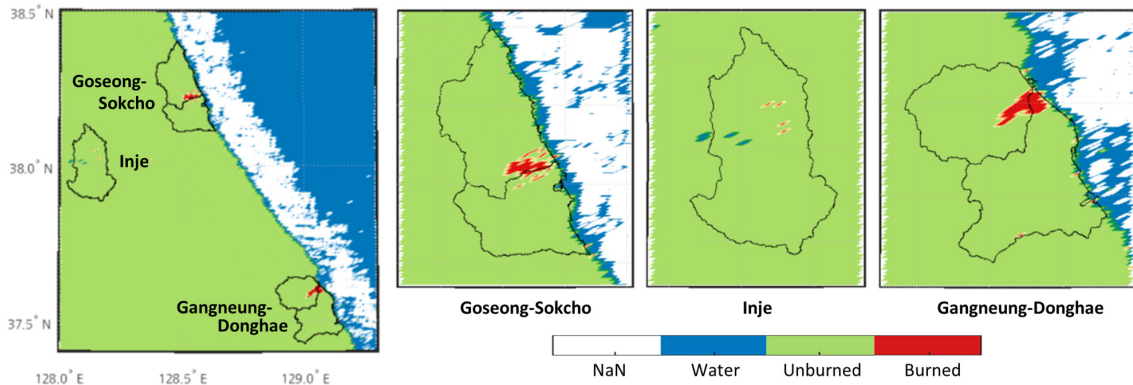 38.5° N
38.0° N
37.5° N
128.0° E
128.5° E
129.0° E
Goseong-
Sokcho
Inje
Gangneung-
Donghae
Goseong-Sokcho
Inje
Gangneung-Donghae
NaN
Water
Unburned
Burned